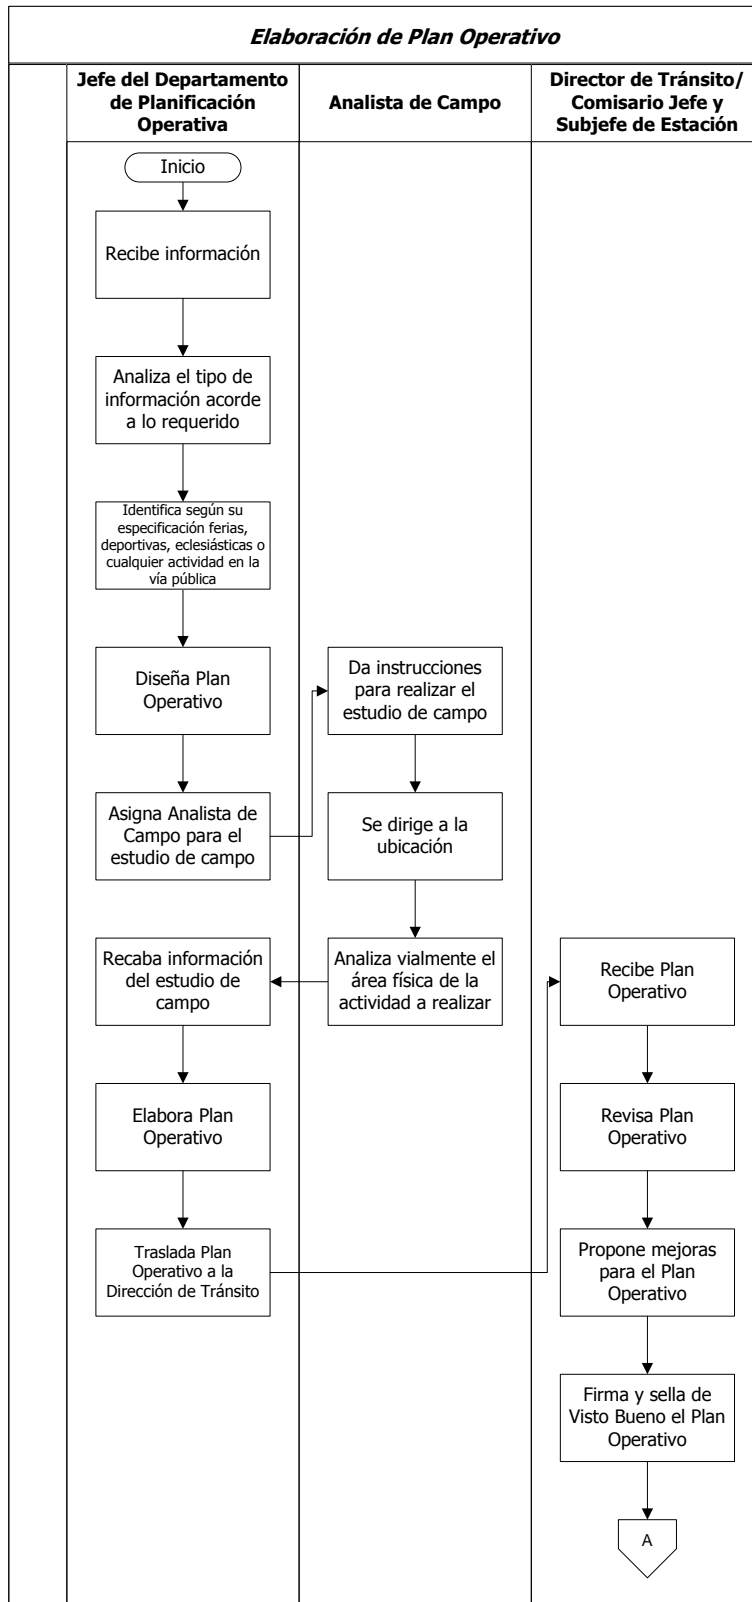 Elaboración de Plan Operativo
Jefe del Departamento
de Planificación
Operativa
Analista de Campo
Director de Tránsito/
Comisario Jefe y
Subjefe de Estación
Inicio
Recibe información
Analiza el tipo de
información acorde
a lo requerido
Identifica según su
especificación ferias,
deportivas, eclesiásticas o
cualquier actividad en la
vía pública
Diseña Plan
Operativo
Asigna Analista de
Campo para el
estudio de campo
Da instrucciones
para realizar el
estudio de campo
Se dirige a la
ubicación
Analiza vialmente el
área física de la
actividad a realizar
Recaba información
del estudio de
campo
Elabora Plan
Operativo
Traslada Plan
Operativo a la
Dirección de Tránsito
Recibe Plan
Operativo
Revisa Plan
Operativo
Propone mejoras
para el Plan
Operativo
Firma y sella de
Visto Bueno el Plan
Operativo
A